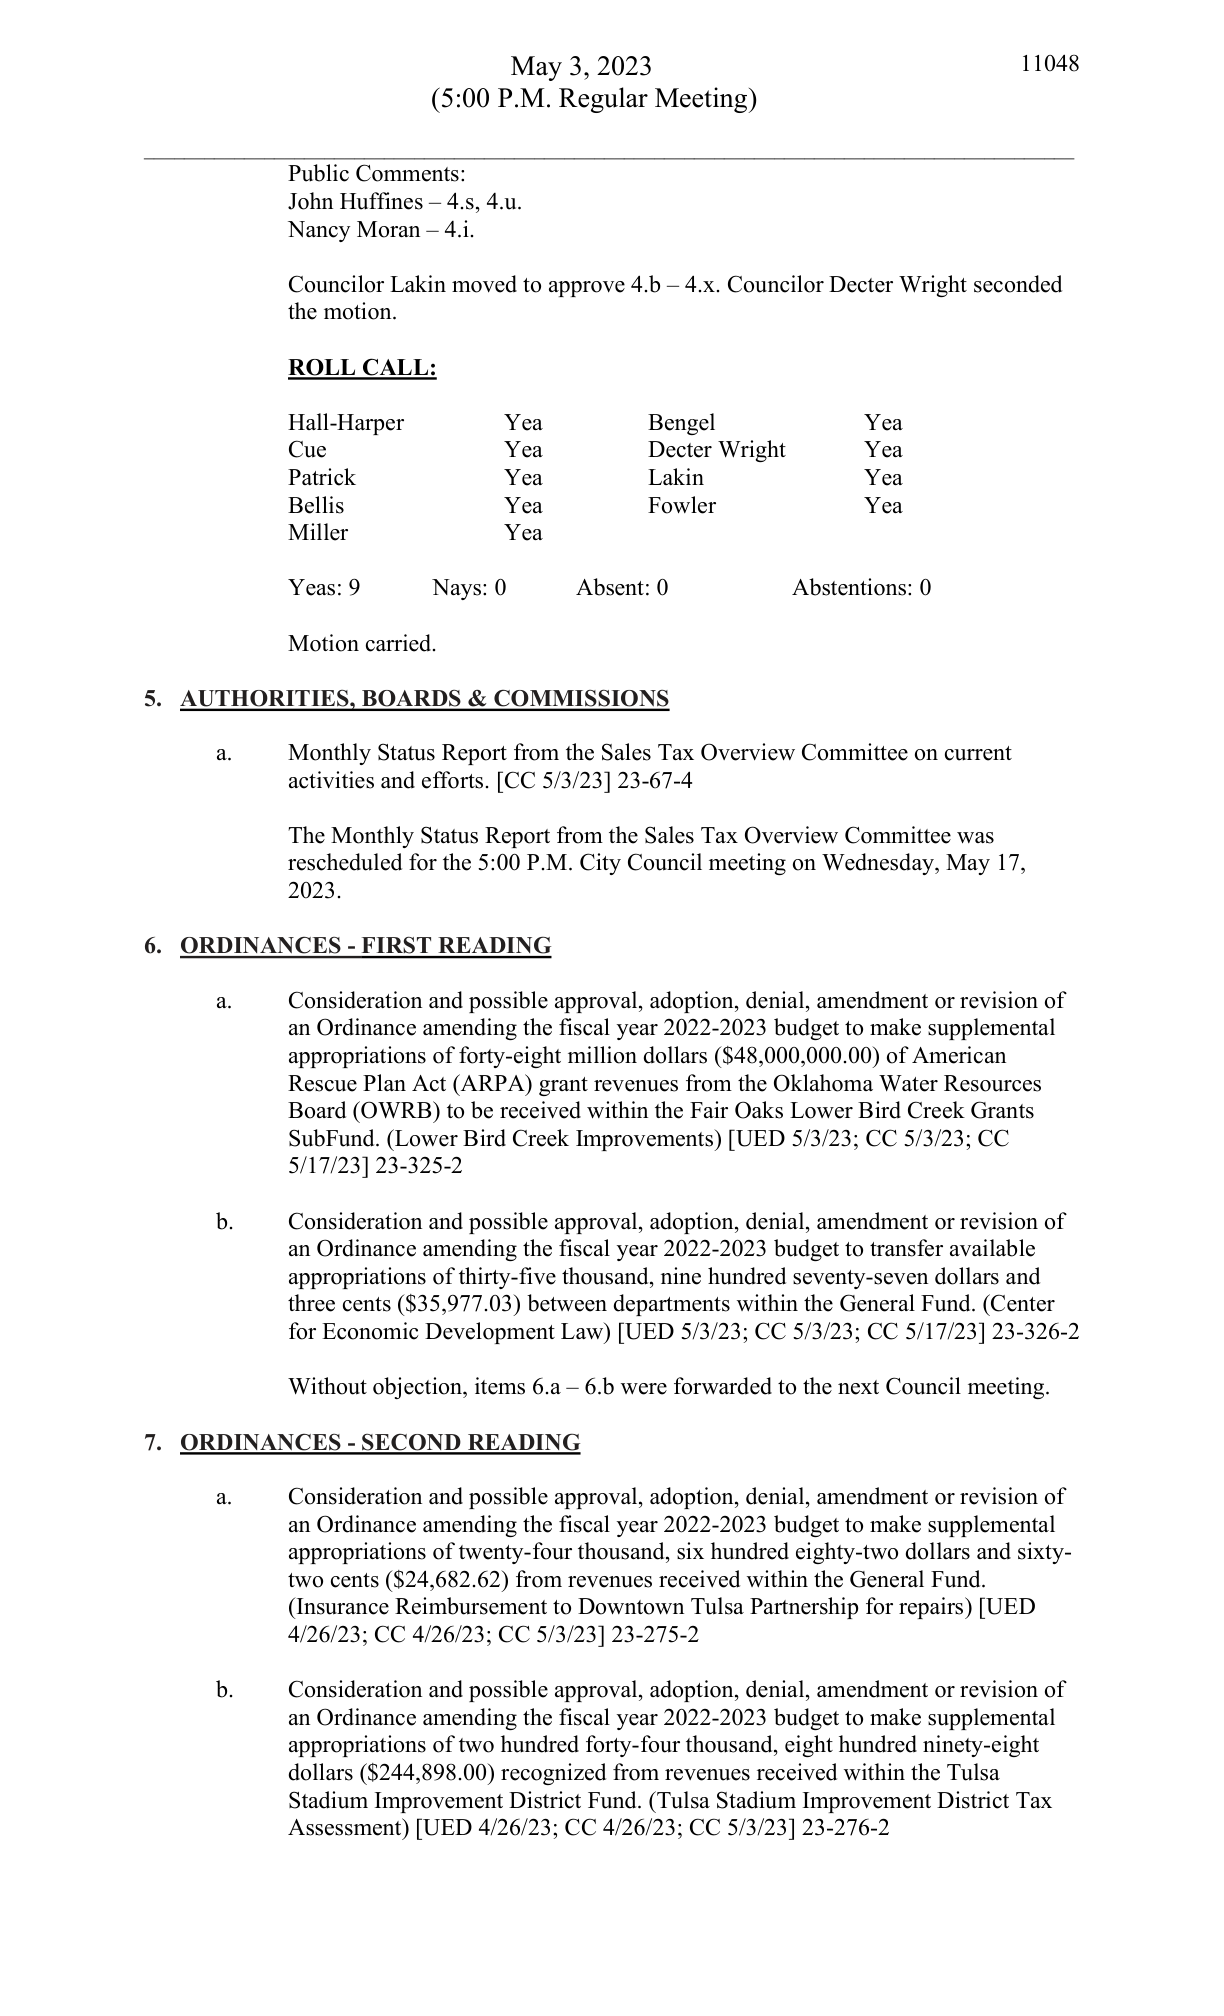 May 3, 2023
11048
(5:00 P.M. Regular Meeting)
Public Comments:
John Huffines – 4.s, 4.u.
Nancy Moran – 4.i.
Councilor Lakin moved to approve 4.b – 4.x. Councilor Decter Wright seconded
the motion.
ROLL CALL:
Hall-Harper Yea Bengel Yea
Cue Yea Decter Wright Yea
Patrick Yea Lakin Yea
Bellis Yea Fowler Yea
Miller Yea
Yeas: 9 Nays: 0 Absent: 0 Abstentions: 0
Motion carried.
5. AUTHORITIES, BOARDS & COMMISSIONS
a. Monthly Status Report from the Sales Tax Overview Committee on current
activities and efforts. [CC 5/3/23] 23-67-4
The Monthly Status Report from the Sales Tax Overview Committee was
rescheduled for the 5:00 P.M. City Council meeting on Wednesday, May 17,
2023.
6. ORDINANCES - FIRST READING
a. Consideration and possible approval, adoption, denial, amendment or revision of
an Ordinance amending the fiscal year 2022-2023 budget to make supplemental
appropriations of forty-eight million dollars ($48,000,000.00) of American
Rescue Plan Act (ARPA) grant revenues from the Oklahoma Water Resources
Board (OWRB) to be received within the Fair Oaks Lower Bird Creek Grants
SubFund. (Lower Bird Creek Improvements) [UED 5/3/23; CC 5/3/23; CC
5/17/23] 23-325-2
b. Consideration and possible approval, adoption, denial, amendment or revision of
an Ordinance amending the fiscal year 2022-2023 budget to transfer available
appropriations of thirty-five thousand, nine hundred seventy-seven dollars and
three cents ($35,977.03) between departments within the General Fund. (Center
for Economic Development Law) [UED 5/3/23; CC 5/3/23; CC 5/17/23] 23-326-2
Without objection, items 6.a – 6.b were forwarded to the next Council meeting.
7. ORDINANCES - SECOND READING
a. Consideration and possible approval, adoption, denial, amendment or revision of
an Ordinance amending the fiscal year 2022-2023 budget to make supplemental
appropriations of twenty-four thousand, six hundred eighty-two dollars and sixty-
two cents ($24,682.62) from revenues received within the General Fund.
(Insurance Reimbursement to Downtown Tulsa Partnership for repairs) [UED
4/26/23; CC 4/26/23; CC 5/3/23] 23-275-2
b. Consideration and possible approval, adoption, denial, amendment or revision of
an Ordinance amending the fiscal year 2022-2023 budget to make supplemental
appropriations of two hundred forty-four thousand, eight hundred ninety-eight
dollars ($244,898.00) recognized from revenues received within the Tulsa
Stadium Improvement District Fund. (Tulsa Stadium Improvement District Tax
Assessment) [UED 4/26/23; CC 4/26/23; CC 5/3/23] 23-276-2